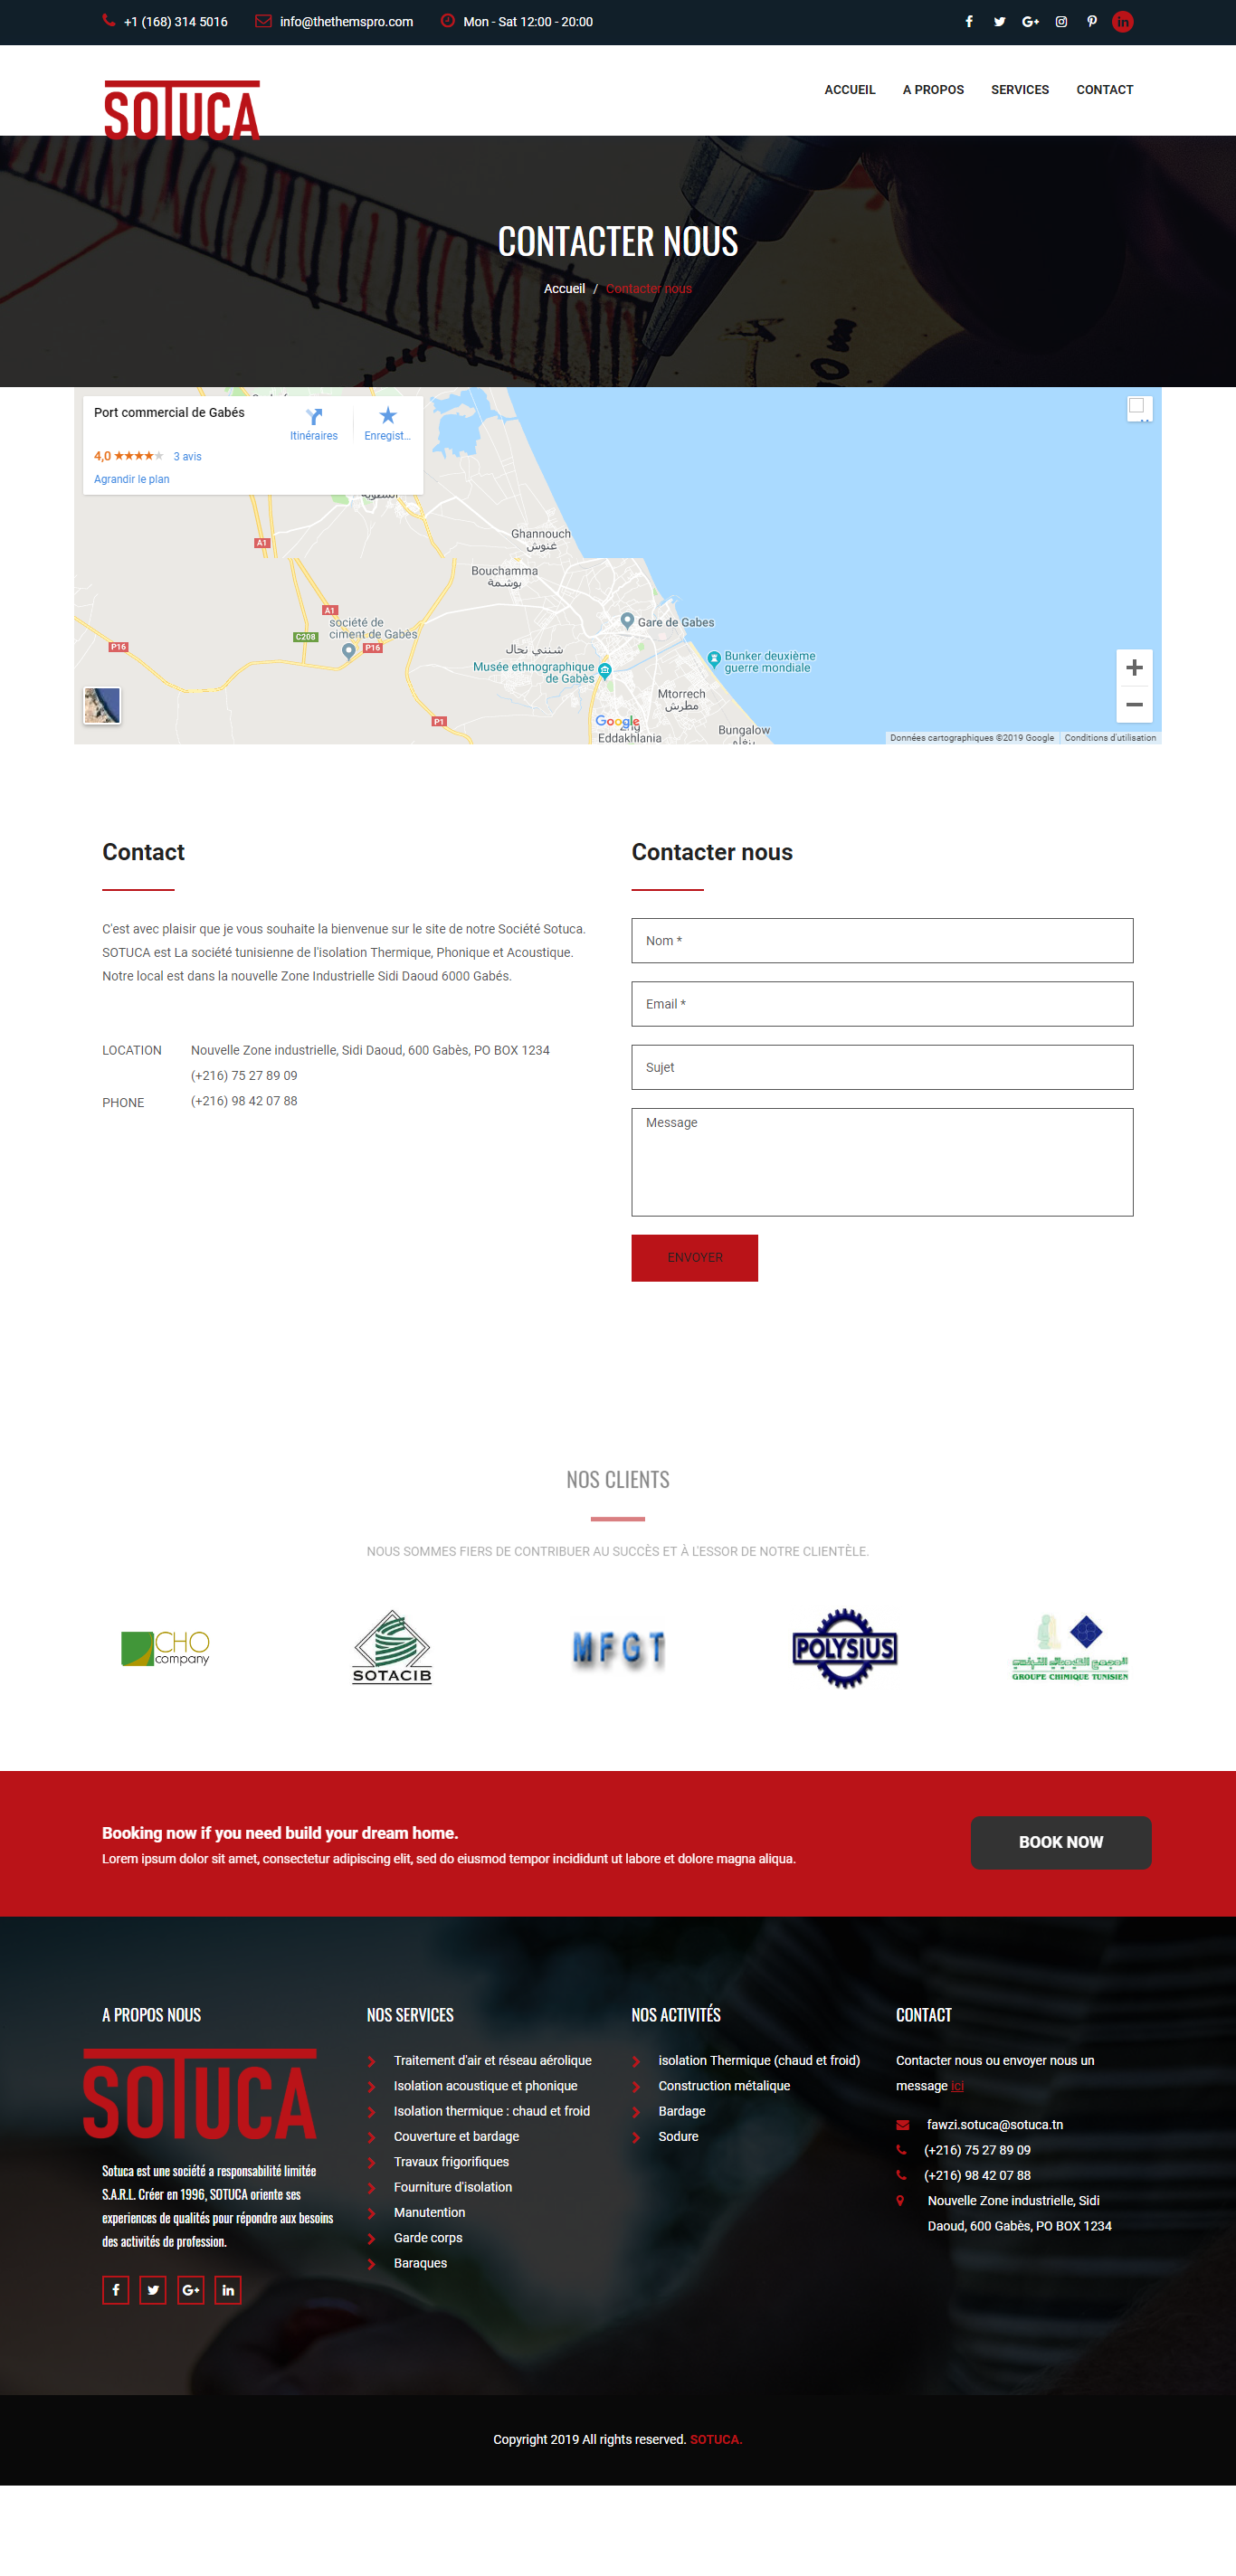 +1 (168) 314 5016 info@thethemspro.com Mon - Sat 12:00 - 20:00
SOTUCA
ACCUEIL A PROPOS SERVICES CONTACT
CONTACTER NOUS
Accueil / Contacter nous
Port commercial de Gabés
Itinéraires Enregist...
4,0 3 avis
Agrandir le plan
A1
Ghannouch
غنوش
Bouchamma
بوشمة
A1
société de
ciment de Gabès
C208
P16
P16
Gare de Gabes
شنني نحال
Musée ethnographique
de Gabès
Bunker deuxième
guerre mondiale
Mtorrech
مطرش
P1
Google
Zrig
Eddakhlania
Bungalow
Données cartographiques ©2019 Google Conditions d'utilisation
Contact
C'est avec plaisir que je vous souhaite la bienvenue sur le site de notre Société Sotuca.
SOTUCA est La société tunisienne de l'isolation Thermique, Phonique et Acoustique.
Notre local est dans la nouvelle Zone Industrielle Sidi Daoud 6000 Gabés.
LOCATION Nouvelle Zone industrielle, Sidi Daoud, 600 Gabès, PO BOX 1234
(+216) 75 27 89 09
PHONE (+216) 98 42 07 88
Contacter nous
Nom *
Email *
Sujet
Message
ENVOYER
NOS CLIENTS
NOUS SOMMES FIERS DE CONTRIBUER AU SUCCÈS ET À L'ESSOR DE NOTRE CLIENTÈLE.
CHO
company
SOTACIB
MFGT
POLYSIUS
المجمع الكيميائي التونسي
GROUPE CHIMIQUE TUNISIEN
Booking now if you need build your dream home.
Lorem ipsum dolor sit amet, consectetur adipiscing elit, sed do eiusmod tempor incididunt ut labore et dolore magna aliqua.
BOOK NOW
A PROPOS NOUS
SOTUCA
Sotuca est une société a responsabilité limitée
S.A.R.L. Créer en 1996, SOTUCA oriente ses
experiences de qualités pour répondre aux besoins
des activités de profession.
NOS SERVICES
Traitement d'air et réseau aérolique
Isolation acoustique et phonique
Isolation thermique : chaud et froid
Couverture et bardage
Travaux frigorifiques
Fourniture d'isolation
Manutention
Garde corps
Baraques
NOS ACTIVITÉS
isolation Thermique (chaud et froid)
Construction métalique
Bardage
Sodure
CONTACT
Contacter nous ou envoyer nous un
message ici
fawzi.sotuca@sotuca.tn
(+216) 75 27 89 09
(+216) 98 42 07 88
Nouvelle Zone industrielle, Sidi
Daoud, 600 Gabès, PO BOX 1234
Copyright 2019 All rights reserved. SOTUCA.